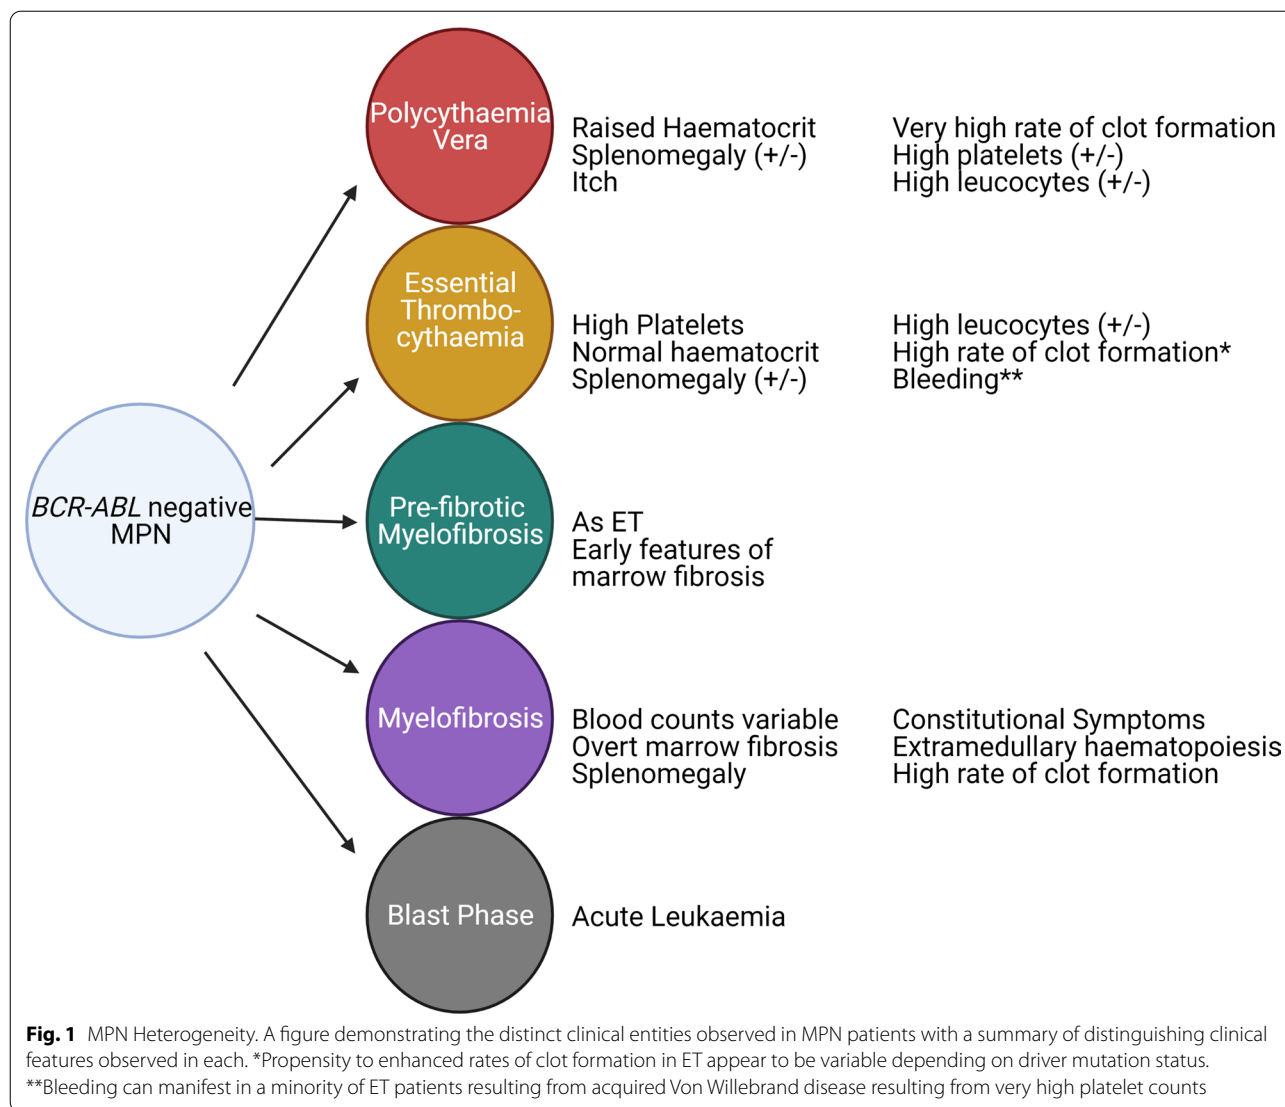 Polycythaemia
Vera
Raised Haematocrit
Splenomegaly (+/-)
Itch
Very high rate of clot formation
High platelets (+/-)
High leucocytes (+/-)
Essential
Thrombo-
cythaemia
High Platelets
Normal haematocrit
Splenomegaly (+/-)
High leucocytes (+/-)
High rate of clot formation*
Bleeding**
BCR-ABL negative
MPN
Pre-fibrotic
Myelofibrosis
As ET
Early features of
marrow fibrosis
Myelofibrosis
Blood counts variable
Overt marrow fibrosis
Splenomegaly
Constitutional Symptoms
Extramedullary haematopoiesis
High rate of clot formation
Blast Phase
Acute Leukaemia
Fig. 1 MPN Heterogeneity. A figure demonstrating the distinct clinical entities observed in MPN patients with a summary of distinguishing clinical
features observed in each. *Propensity to enhanced rates of clot formation in ET appear to be variable depending on driver mutation status.
**Bleeding can manifest in a minority of ET patients resulting from acquired Von Willebrand disease resulting from very high platelet counts